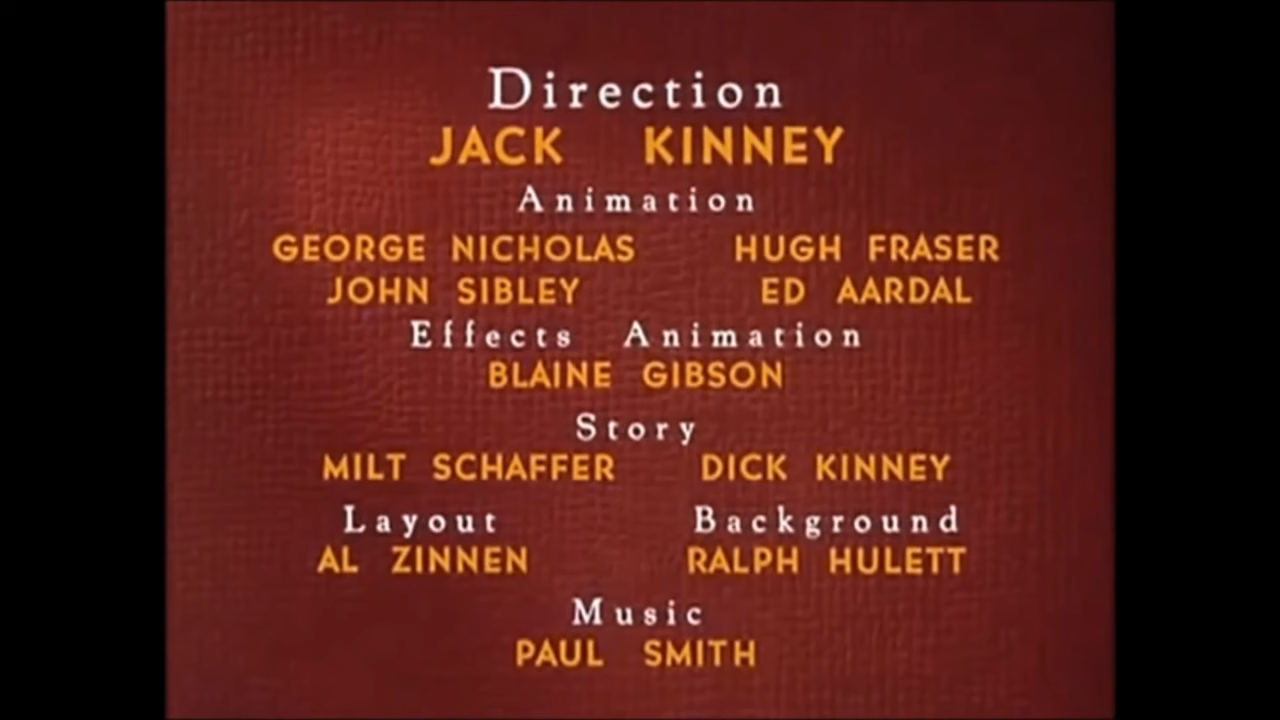 Direction
JACK KINNEY
Animation
GEORGE NICHOLAS HUGH FRASER
JOHN SIBLEY ED AARDAL
Effects Animation
BLAINE GIBSON
Story
MILT SCHAFFER DICK KINNEY
Layout Background
AL ZINNEN RALPH HULETT
Music
PAUL SMITH